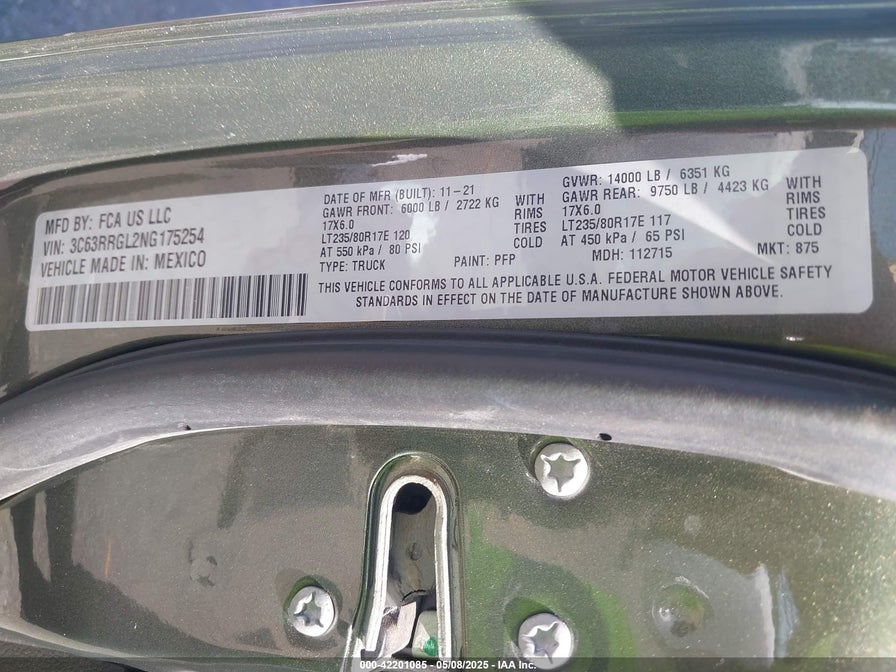 MFD BY: FCA US LLC
VIN: 3C63RRGL2NG175254
VEHICLE MADE IN: MEXICO
DATE OF MFR (BUILT): 11-21
GAWR FRONT: 6000 LB / 2722 KG WITH
17X6.0 RIMS
LT235/80R17E 120 TIRES
AT 550 kPa / 80 PSI COLD
TYPE: TRUCK PAINT: PFP
GVWR: 14000 LB / 6351 KG
GAWR REAR: 9750 LB / 4423 KG WITH
17X6.0 RIMS
LT235/80R17E 117 TIRES
AT 450 kPa / 65 PSI COLD
MDH: 112715 MKT: 875
THIS VEHICLE CONFORMS TO ALL APPLICABLE U.S.A. FEDERAL MOTOR VEHICLE SAFETY
STANDARDS IN EFFECT ON THE DATE OF MANUFACTURE SHOWN ABOVE.
000-42201085 - 05/08/2025 - IAA Inc.